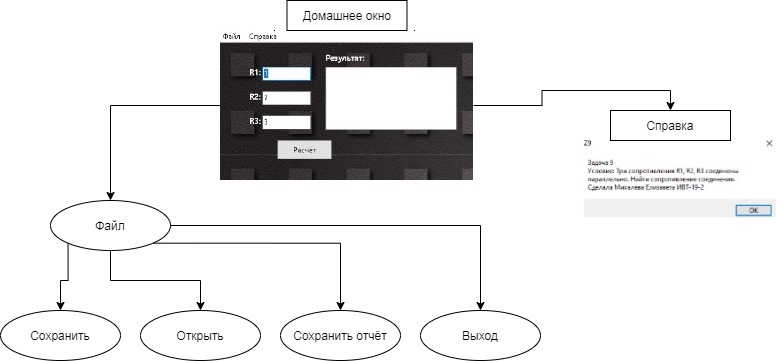 Домашнее окно
Файл Справка
R1: 1
R2: 2
R3: 3
Результат:
Расчёт
Справка
Z9
Задача 9
Условие: Три сопротивления R1, R2, R3 соединены
параллельно. Найти сопротивление соединения.
Сделала Михалёва Елизавета ИВТ-19-2
OK
Файл
Сохранить
Открыть
Сохранить отчёт
Выход